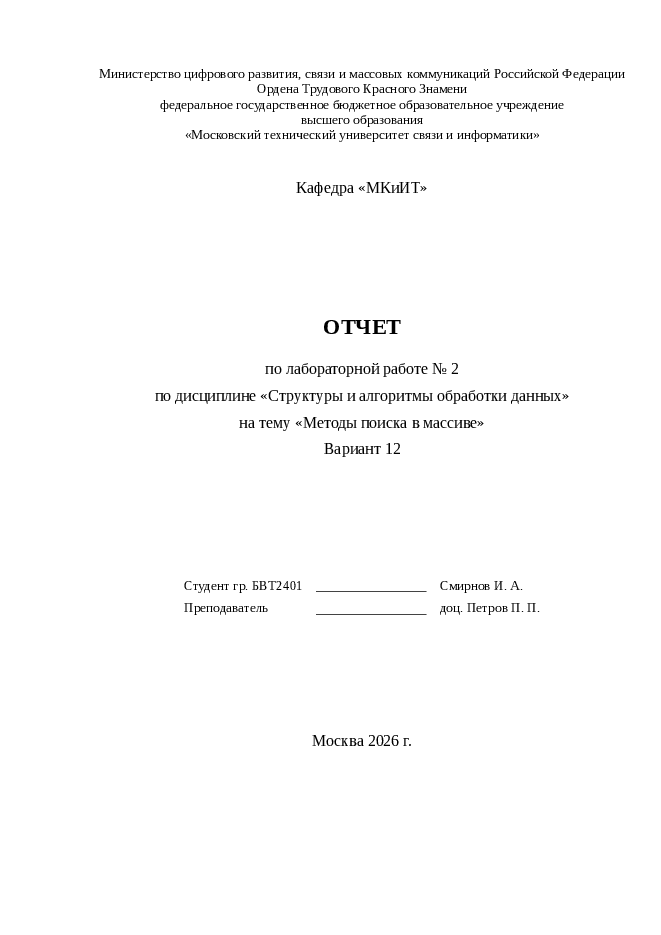 Министерство цифрового развития, связи и массовых коммуникаций Российской Федерации
Ордена Трудового Красного Знамени
федеральное государственное бюджетное образовательное учреждение
высшего образования
«Московский технический университет связи и информатики»
Кафедра «МКиИТ»
ОТЧЕТ
по лабораторной работе № 2
по дисциплине «Структуры и алгоритмы обработки данных»
на тему «Методы поиска в массиве»
Вариант 12
Студент гр. БВТ2401 _________________ Смирнов И. А.
Преподаватель _________________ доц. Петров П. П.
Москва 2026 г.